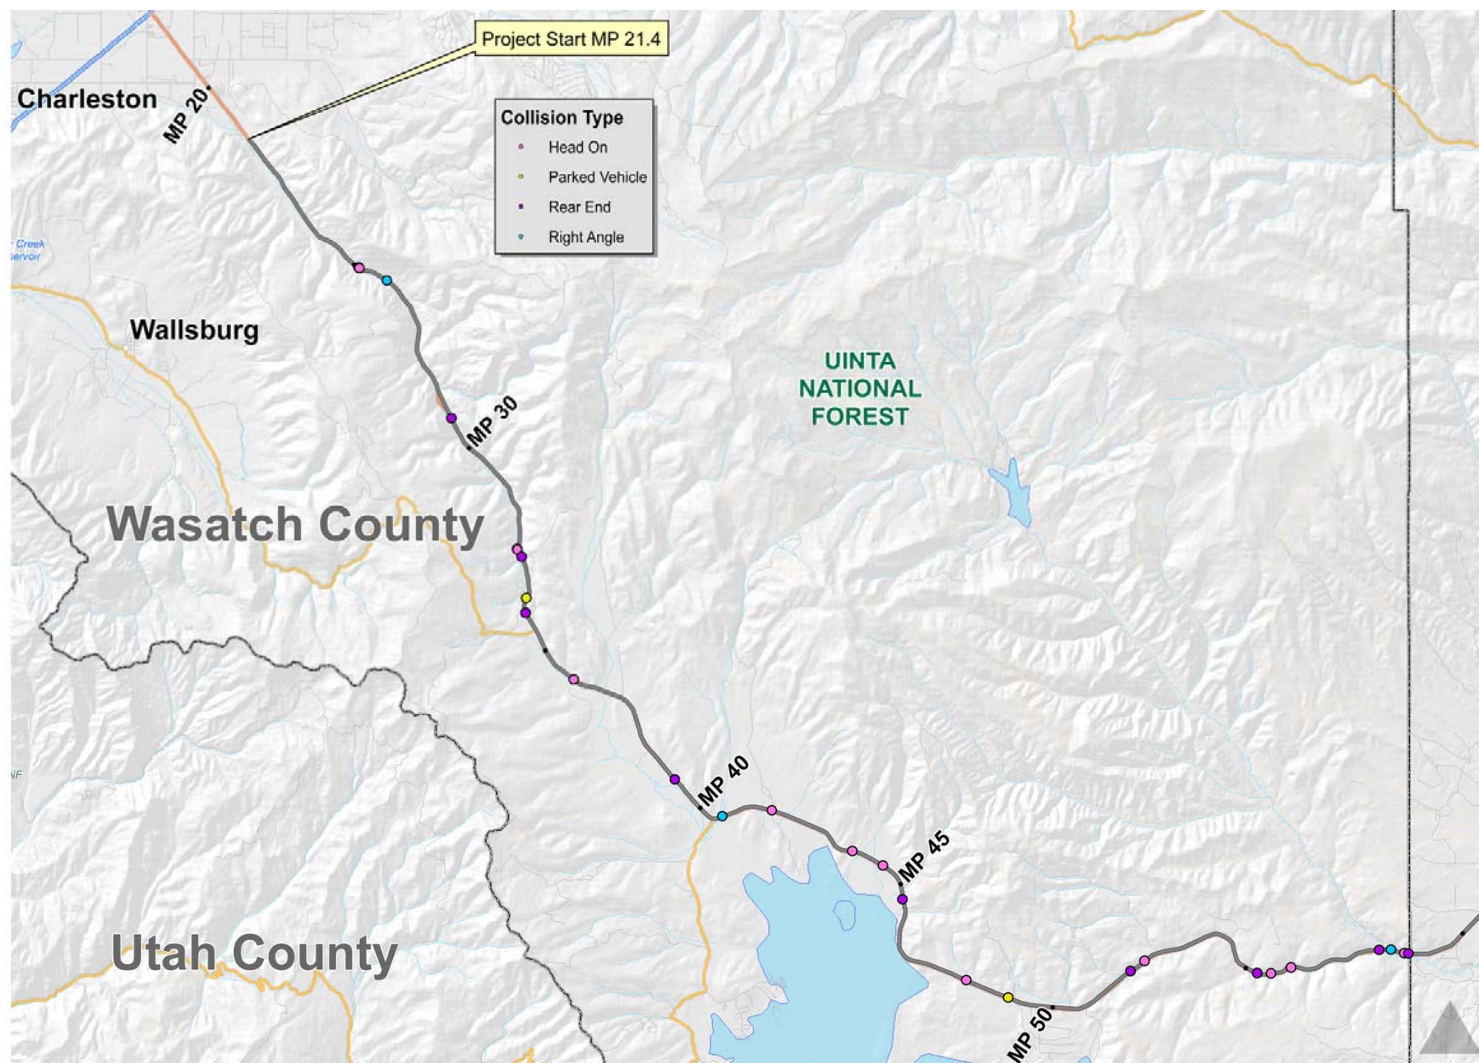 Project Start MP 21.4
Charleston
MP 20
Collision Type
Head On
Parked Vehicle
Rear End
Right Angle
Creek
Wallsburg
UINTA
NATIONAL
FOREST
MP 30
Wasatch County
MP 40
MP 45
Utah County
MP 50